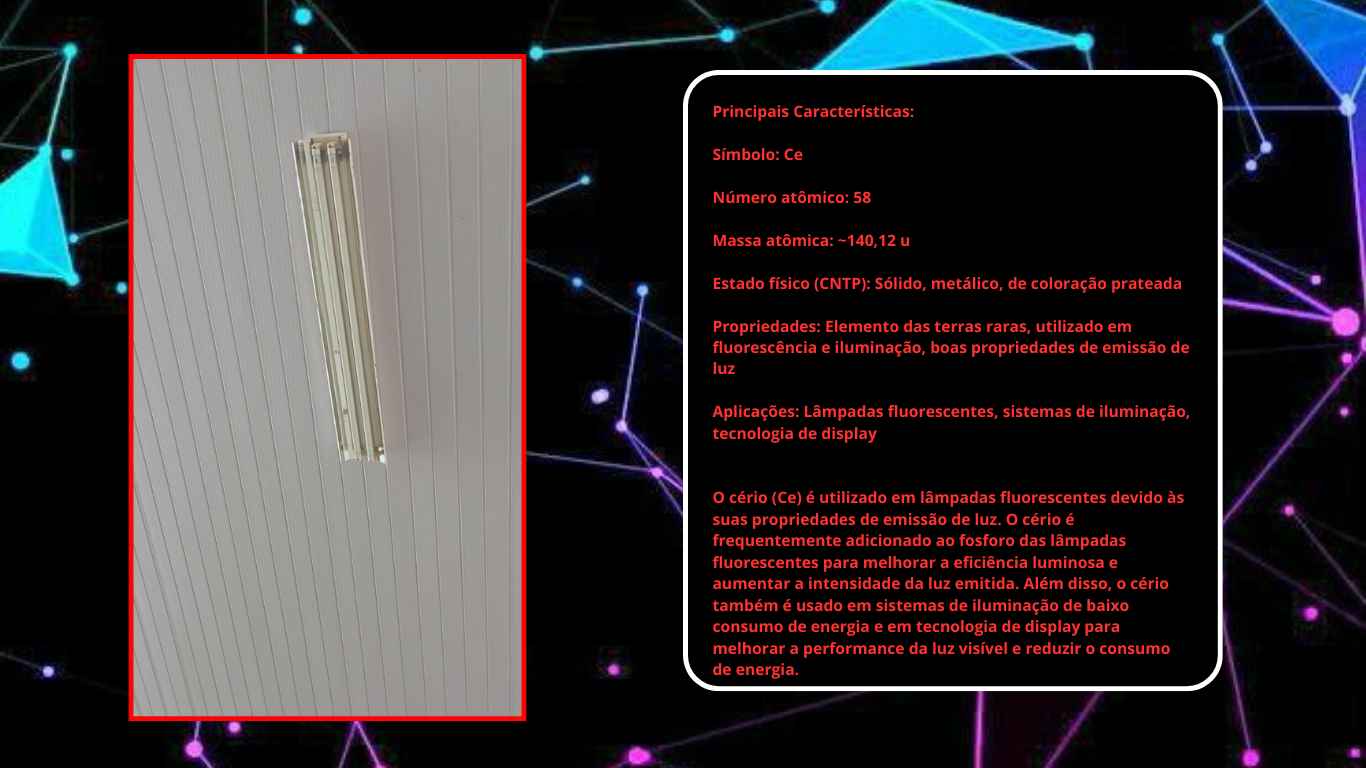 Principais Características:
Símbolo: Ce
Número atômico: 58
Massa atômica: ~140,12 u
Estado físico (CNTP): Sólido, metálico, de coloração prateada
Propriedades: Elemento das terras raras, utilizado em
fluorescência e iluminação, boas propriedades de emissão de
luz
Aplicações: Lâmpadas fluorescentes, sistemas de iluminação,
tecnologia de display
O cério (Ce) é utilizado em lâmpadas fluorescentes devido às
suas propriedades de emissão de luz. O cério é
frequentemente adicionado ao fosforo das lâmpadas
fluorescentes para melhorar a eficiência luminosa e
aumentar a intensidade da luz emitida. Além disso, o cério
também é usado em sistemas de iluminação de baixo
consumo de energia e em tecnologia de display para
melhorar a performance da luz visível e reduzir o consumo
de energia.